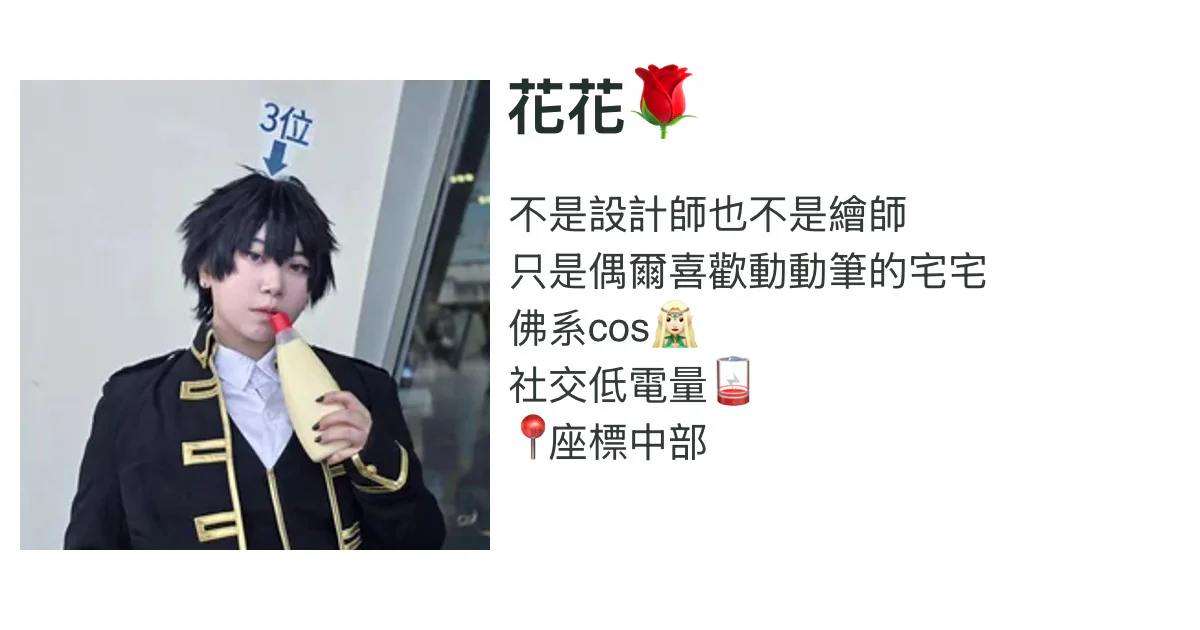 3位
花花🌹
不是設計師也不是繪師
只是偶爾喜歡動動筆的宅宅
佛系cos🧝🏻‍♀️
社交低電量🪫
📍座標中部